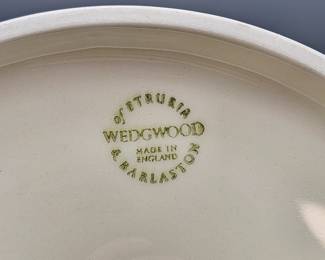 of ETRURIA
WEDGWOOD
MADE IN
ENGLAND
& BARLASTON